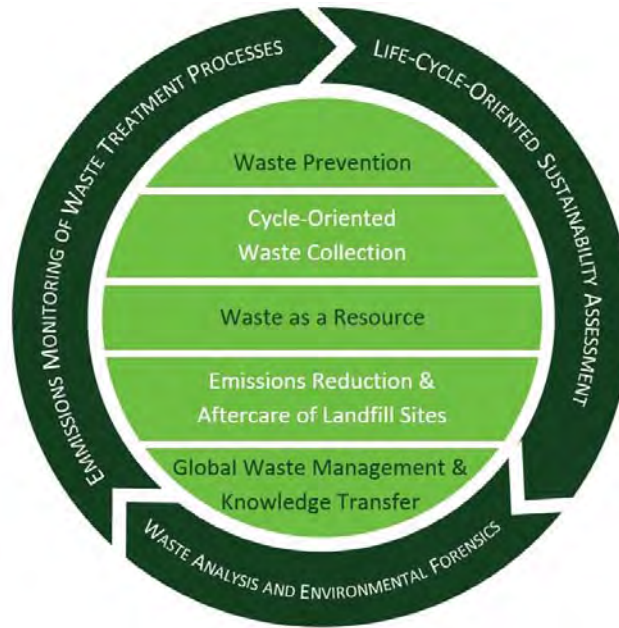 EMMISSIONS MONITORING OF WASTE TREATMENT PROCESSES
LIFE-CYCLE-ORIENTED SUSTAINABILITY ASSESSMENT
Waste Prevention
Cycle-Oriented
Waste Collection
Waste as a Resource
Emissions Reduction &
Aftercare of Landfill Sites
Global Waste Management &
Knowledge Transfer
WASTE ANALYSIS AND ENVIRONMENTAL FORENSICS